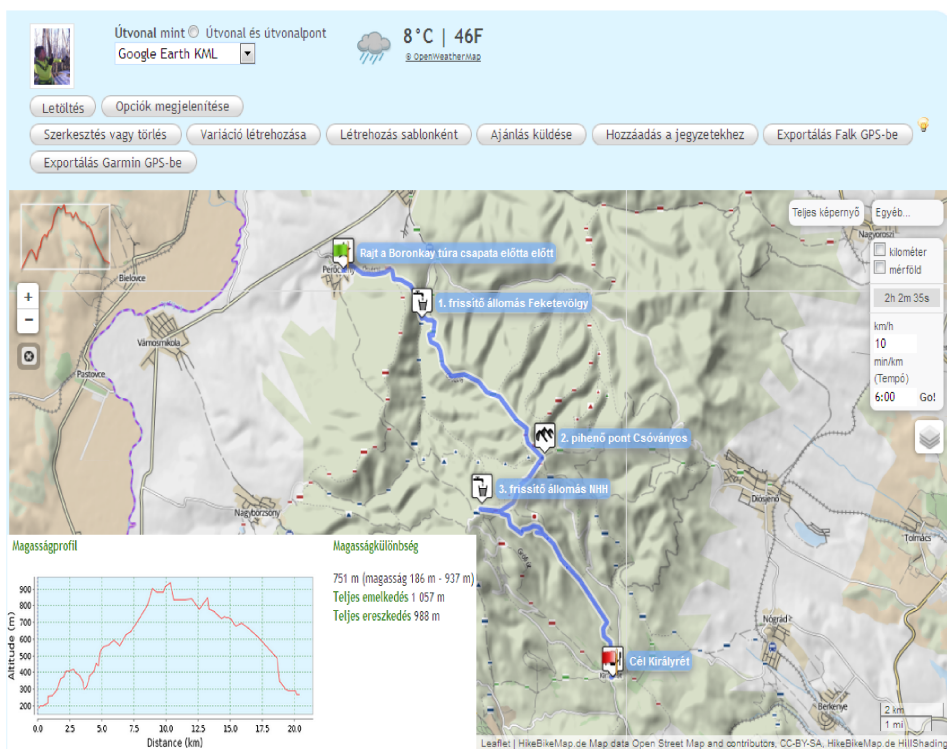 Útvonal mint Útvonal és útvonalpont
Google Earth KML
8°C | 46F
© OpenWeatherMap
Letöltés Opciók megjelenítése
Szerkesztés vagy törlés Variáció létrehozása Létrehozás sablonként Ajánlás küldése Hozzáadás a jegyzetekhez Exportálás Falk GPS-be
Exportálás Garmin GPS-be
Teljes képernyő Egyéb...
Nagyoroszi
kilométer
mérföld
2h 2m 35s
km/h
10
min/km
(Tempó)
6:00 Go!
+
−
Rajt a Boronkay túra csapata előtta előtt
Bielovce
1. frissítő állomás Feketevölgy
Városmikola
Pastovce
2. pihenő pont Csóványos
3. frissítő állomás NHH
Nagybörzsöny
Diósjenő
Tolmács
Nógrád
Cél Királyrét
Berkenye
2 km
1 mi
Magasságprofil
Magasságkülönbség
751 m (magasság 186 m - 937 m)
Teljes emelkedés 1 057 m
Teljes ereszkedés 988 m
Altitude (m)
900
800
700
600
500
400
300
200
0.0 2.5 5.0 7.5 10.0 12.5 15.0 17.5 20.0
Distance (km)
Leaflet | HikeBikeMap.de Map data Open Street Map and contributors, CC-BY-SA, HikeBikeMap.de HillShading